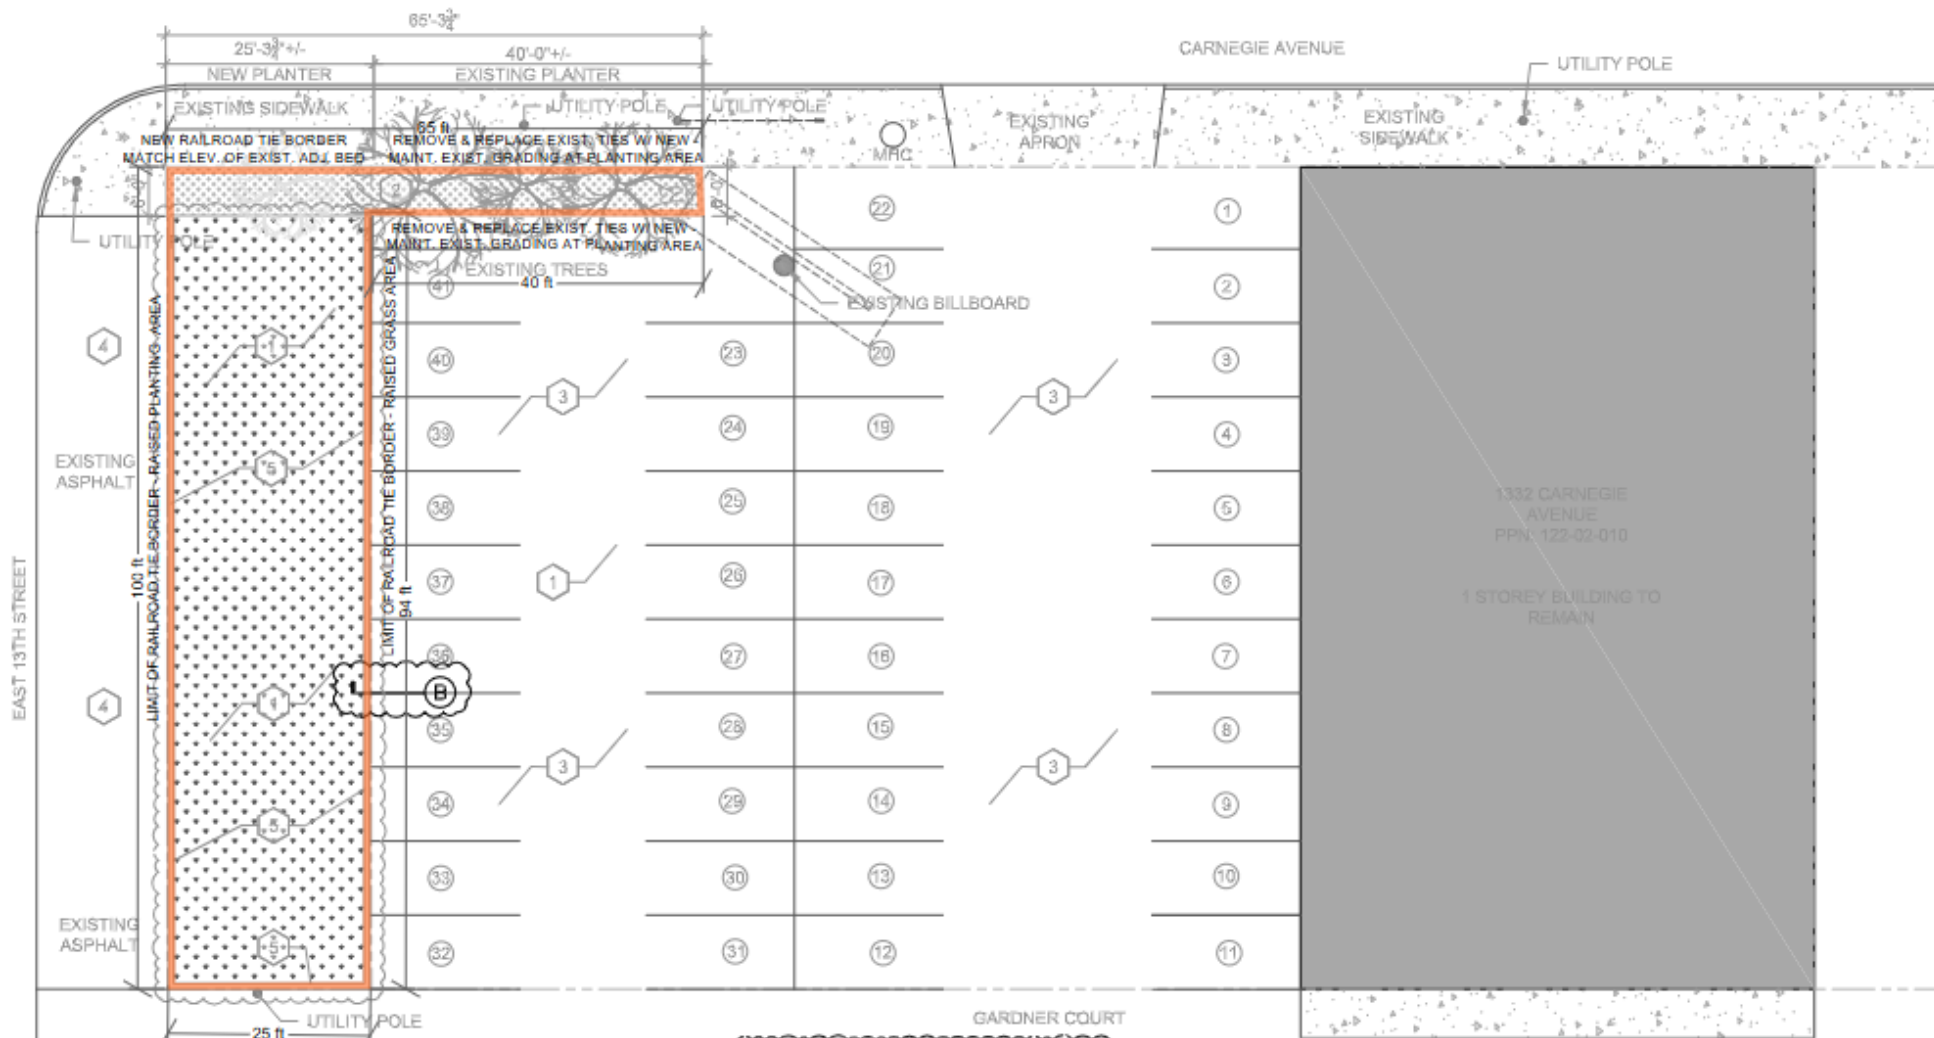 65'-3¾"
25'-3¾"+/-
40'-0"+/-
NEW PLANTER
EXISTING PLANTER
CARNEGIE AVENUE
UTILITY POLE
EXISTING SIDEWALK
UTILITY POLE
UTILITY POLE
65 ft
NEW RAILROAD TIE BORDER
MATCH ELEV. OF EXIST. ADJ. BED
REMOVE & REPLACE EXIST. TIES W/ NEW -
MAINT. EXIST. GRADING AT PLANTING AREA
MHC
EXISTING
APRON
EXISTING
SIDEWALK
2
UTILITY POLE
REMOVE & REPLACE EXIST. TIES W/ NEW
MAINT. EXIST. GRADING AT PLANTING AREA
EXISTING TREES
40 ft
EXISTING BILLBOARD
22
1
21
2
41
4
1
40
3
23
20
3
3
39
24
19
4
EXISTING
ASPHALT
5
38
25
18
5
1332 CARNEGIE
AVENUE
PPN: 122-02-010
37
1
26
17
6
1 STOREY BUILDING TO
REMAIN
100 ft
LIMIT OF RAILROAD TIE BORDER - RAISED PLANTING AREA
LIMIT OF RAILROAD TIE BORDER - RAISED GRASS AREA
94 ft
EAST 13TH STREET
36
27
16
7
4
1
B
35
28
15
8
3
3
34
29
14
9
5
33
30
13
10
EXISTING
ASPHALT
5
32
31
12
11
UTILITY POLE
25 ft
GARDNER COURT